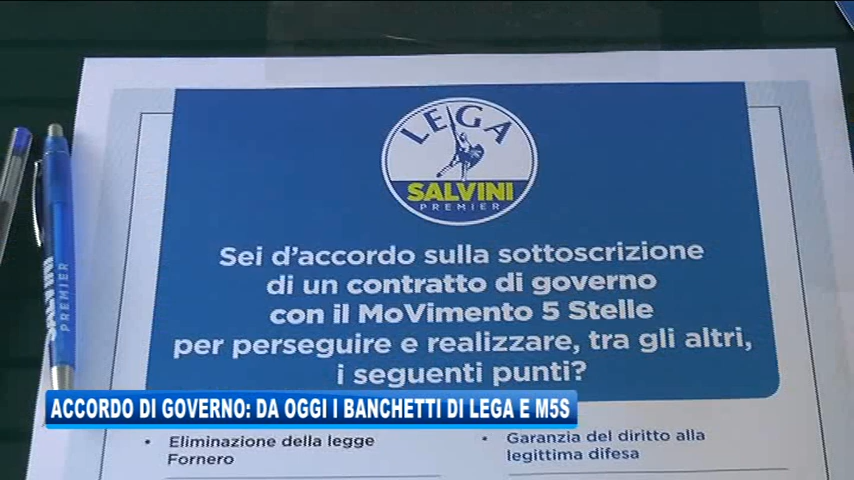 LEGA
SALVINI
PREMIER
Sei d'accordo sulla sottoscrizione
di un contratto di governo
con il MoVimento 5 Stelle
per perseguire e realizzare, tra gli altri,
i seguenti punti?
SALVINI
PREMIER
ACCORDO DI GOVERNO: DA OGGI I BANCHETTI DI LEGA E M5S
• Eliminazione della legge
Fornero
• Garanzia del diritto alla
legittima difesa